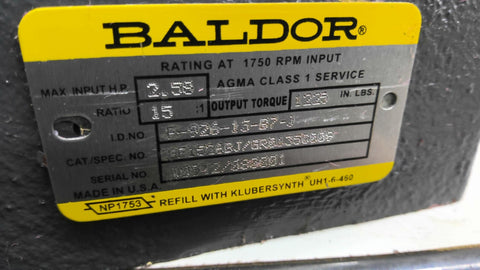 BALDOR®
RATING AT 1750 RPM INPUT
MAX INPUT H.P. 2.58 AGMA CLASS 1 SERVICE
RATIO 15 :1 OUTPUT TORQUE 1225 IN. LBS.
I.D.NO.
CAT./SPEC.NO.
SERIAL NO.
MADE IN U.S.A.
NP1753 REFILL WITH KLUBERSYNTH® UH1-6-460